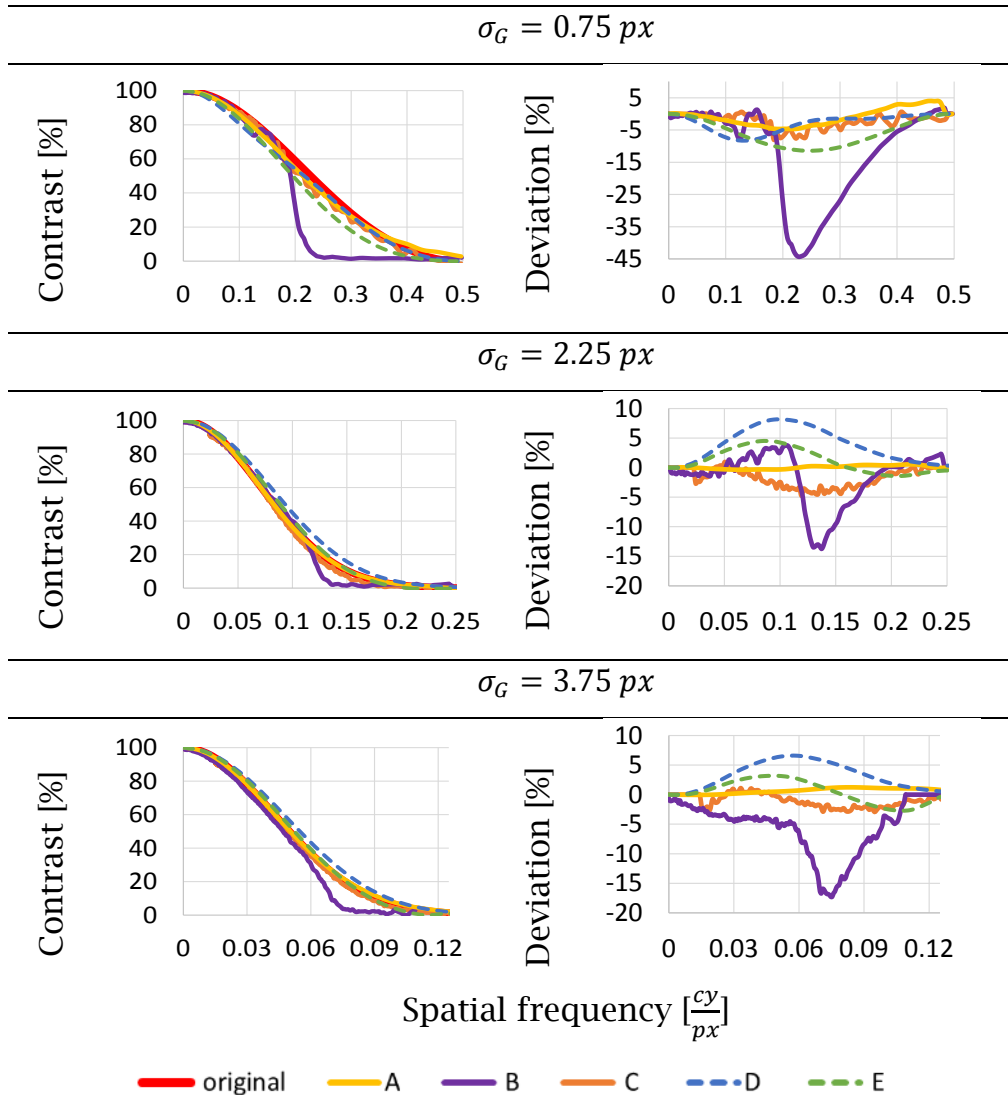 σ_G = 0.75 px
Contrast [%]
100
80
60
40
20
0
0 0.1 0.2 0.3 0.4 0.5
Deviation [%]
5
-5
-15
-25
-35
-45
0 0.1 0.2 0.3 0.4 0.5
σ_G = 2.25 px
Contrast [%]
100
80
60
40
20
0
0 0.05 0.1 0.15 0.2 0.25
Deviation [%]
10
5
0
-5
-10
-15
-20
0 0.05 0.1 0.15 0.2 0.25
σ_G = 3.75 px
Contrast [%]
100
80
60
40
20
0
0 0.03 0.06 0.09 0.12
Deviation [%]
10
5
0
-5
-10
-15
-20
0 0.03 0.06 0.09 0.12
Spatial frequency [cy/px]
original A B C D E